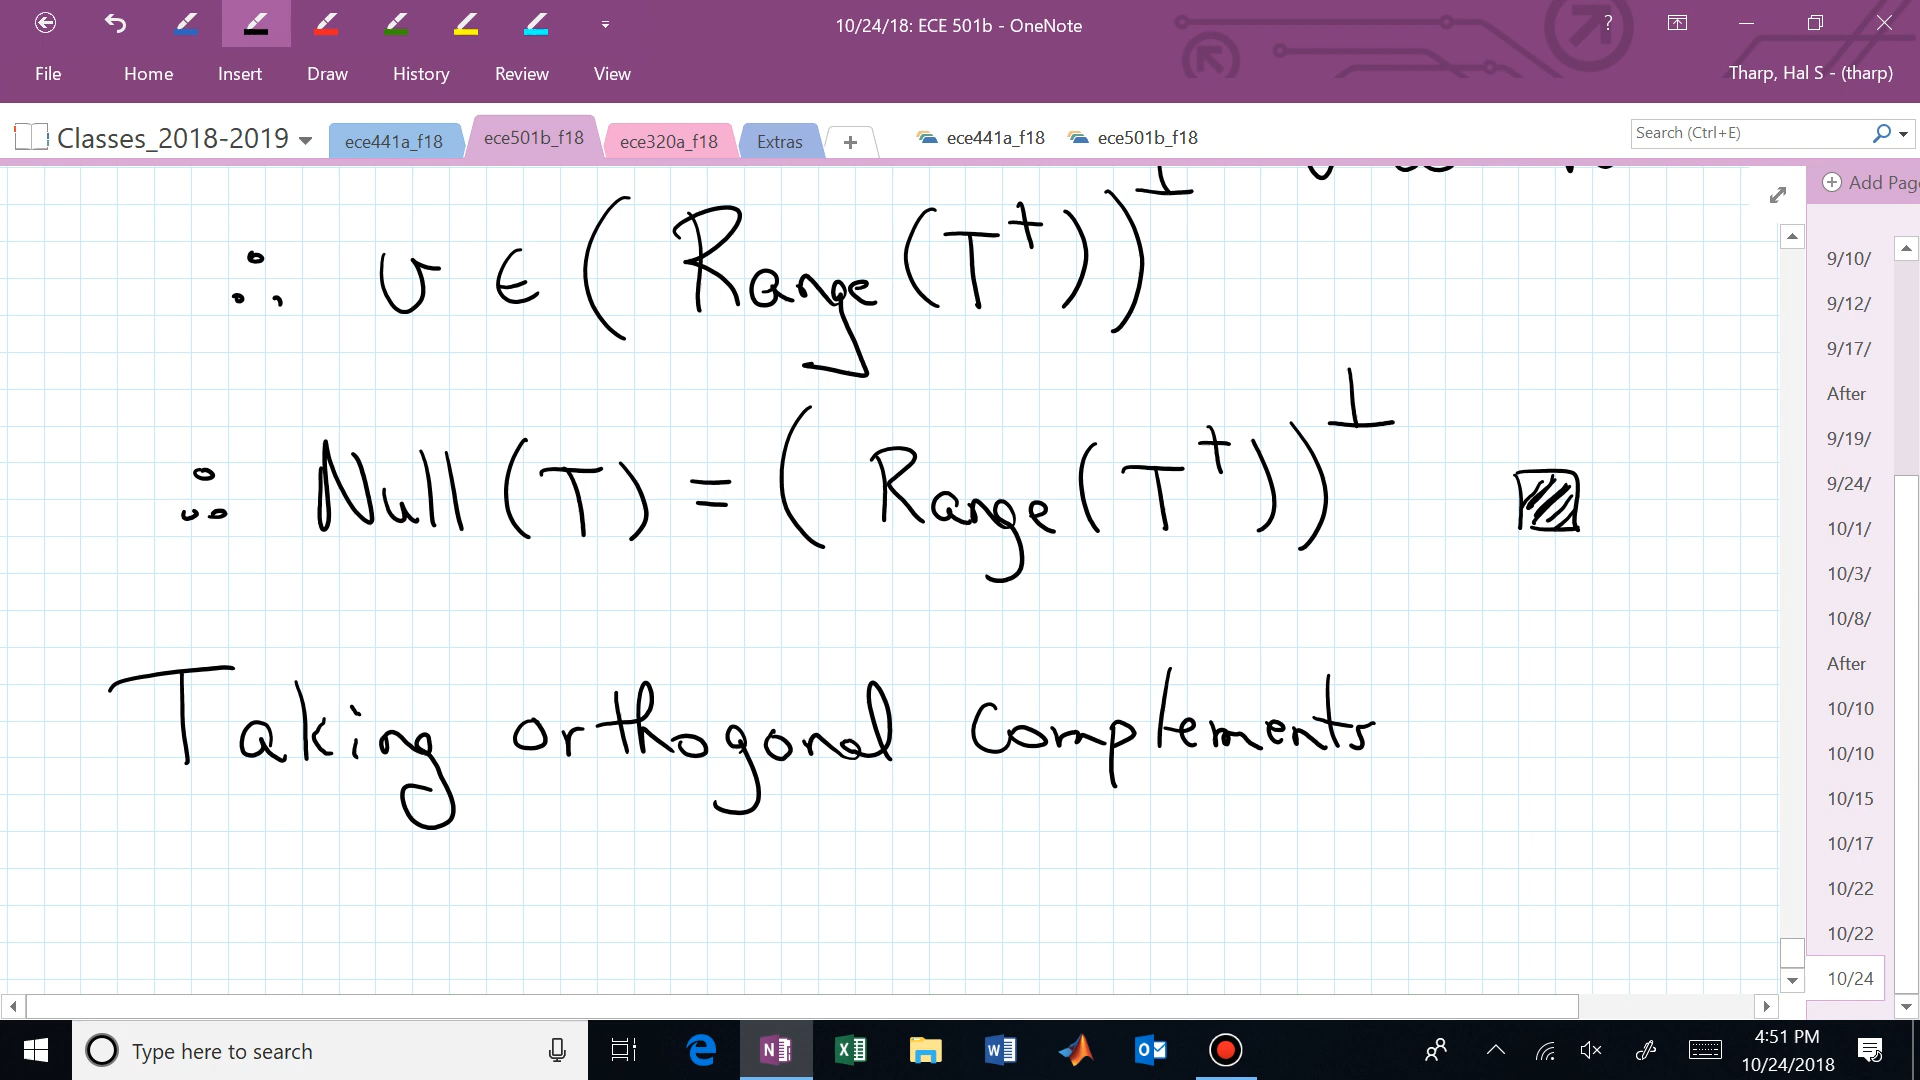 10/24/18: ECE 501b - OneNote
?
File Home Insert Draw History Review View
Tharp, Hal S - (tharp)
Classes_2018-2019
ece441a_f18
ece501b_f18
ece320a_f18
Extras
+
ece441a_f18
ece501b_f18
Search (Ctrl+E)
Add Pag
∴ v ∈ (Range(T⁺))^⊥
∴ Null(T) = (Range(T⁺))^⊥
Taking orthogonal complements
9/10/
9/12/
9/17/
After
9/19/
9/24/
10/1/
10/3/
10/8/
After
10/10
10/10
10/15
10/17
10/22
10/22
10/24
Type here to search
4:51 PM
10/24/2018